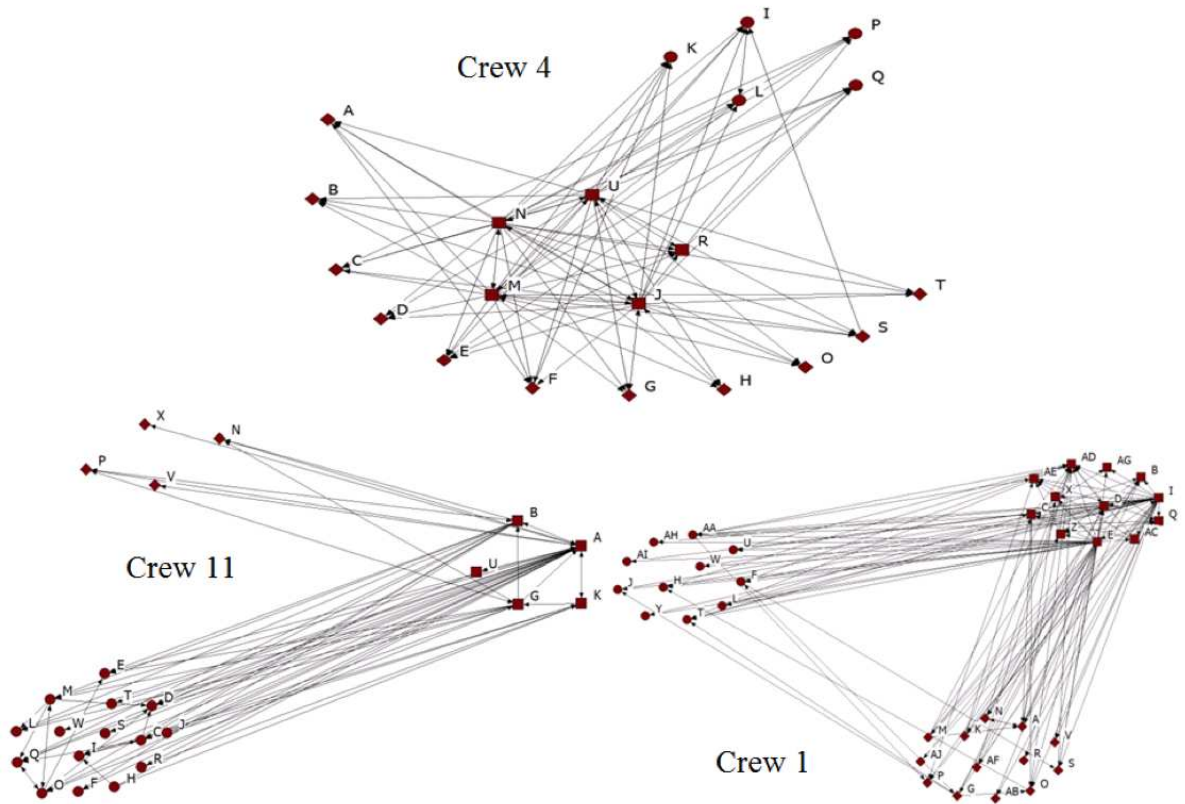 I
P
K
Crew 4
Q
L
A
B
U
N
R
C
M
J
T
D
S
E
O
F
G
H
X
N
P
V
B
A
U
Crew 11
G
K
E
M
T
D
L
W
S
C
J
Q
I
R
O
F
H
AD
AG
AE
B
X
I
D
C
Q
Z
AC
E
AA
AH
U
AI
W
J
H
F
Y
T
L
N
A
M
K
V
AJ
R
S
AF
P
G
AB
O
Crew 1